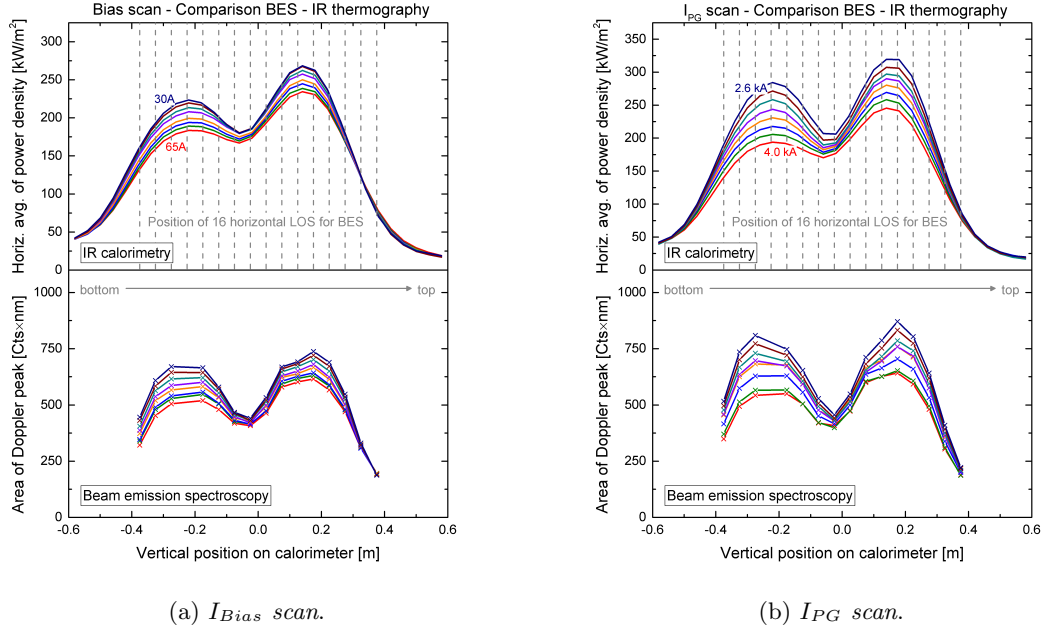 Bias scan - Comparison BES - IR thermography
Horiz. avg. of power density [kW/m²]
300
250
200
150
100
50
0
30A
65A
Position of 16 horizontal LOS for BES
IR calorimetry
bottom
top
Area of Doppler peak [Cts×nm]
1000
750
500
250
0
Beam emission spectroscopy
-0.6 -0.4 -0.2 0.0 0.2 0.4 0.6
Vertical position on calorimeter [m]
(a) I_Bias scan.
I_PG scan - Comparison BES - IR thermography
Horiz. avg. of power density [kW/m²]
350
300
250
200
150
100
50
0
2.6 kA
4.0 kA
Position of 16 horizontal LOS for BES
IR calorimetry
bottom
top
Area of Doppler peak [Cts×nm]
1000
750
500
250
0
Beam emission spectroscopy
-0.6 -0.4 -0.2 0.0 0.2 0.4 0.6
Vertical position on calorimeter [m]
(b) I_PG scan.